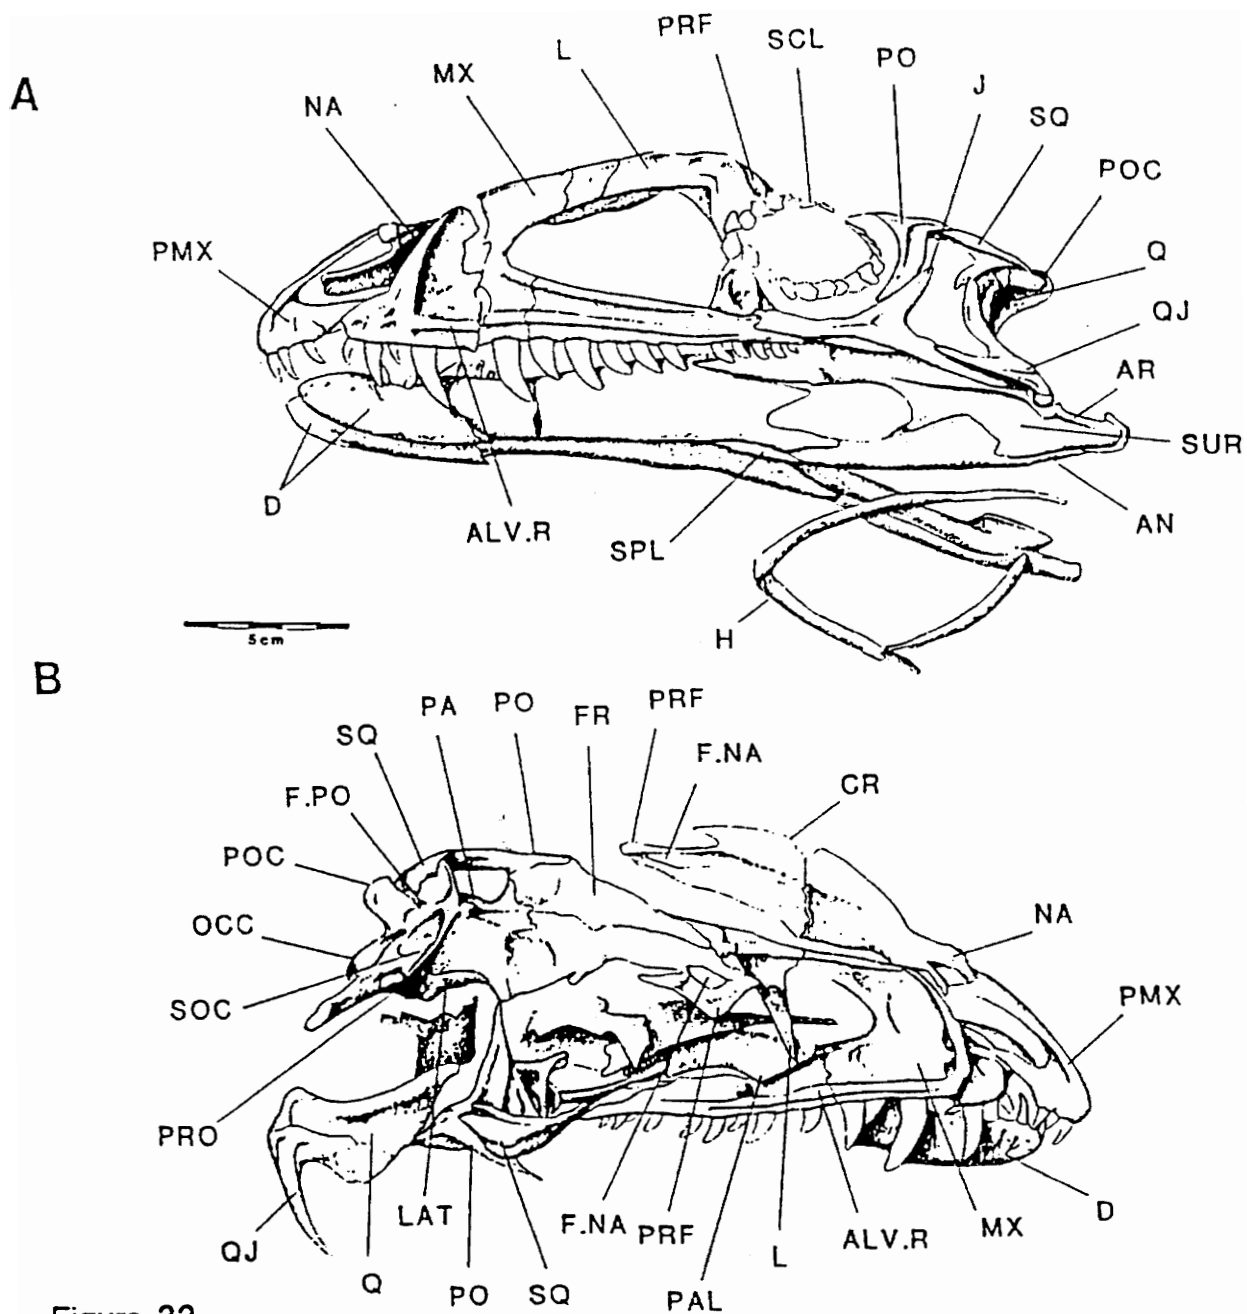 A
NA
MX
L
PRF
SCL
PO
J
SQ
POC
PMX
Q
QJ
AR
SUR
AN
D
ALV.R
SPL
H
5cm
B
SQ
PA
PO
FR
PRF
F.NA
CR
F.PO
POC
OCC
SOC
NA
PMX
PRO
QJ
Q
LAT
PO
SQ
F.NA
PRF
PAL
L
ALV.R
MX
D
Figure 22